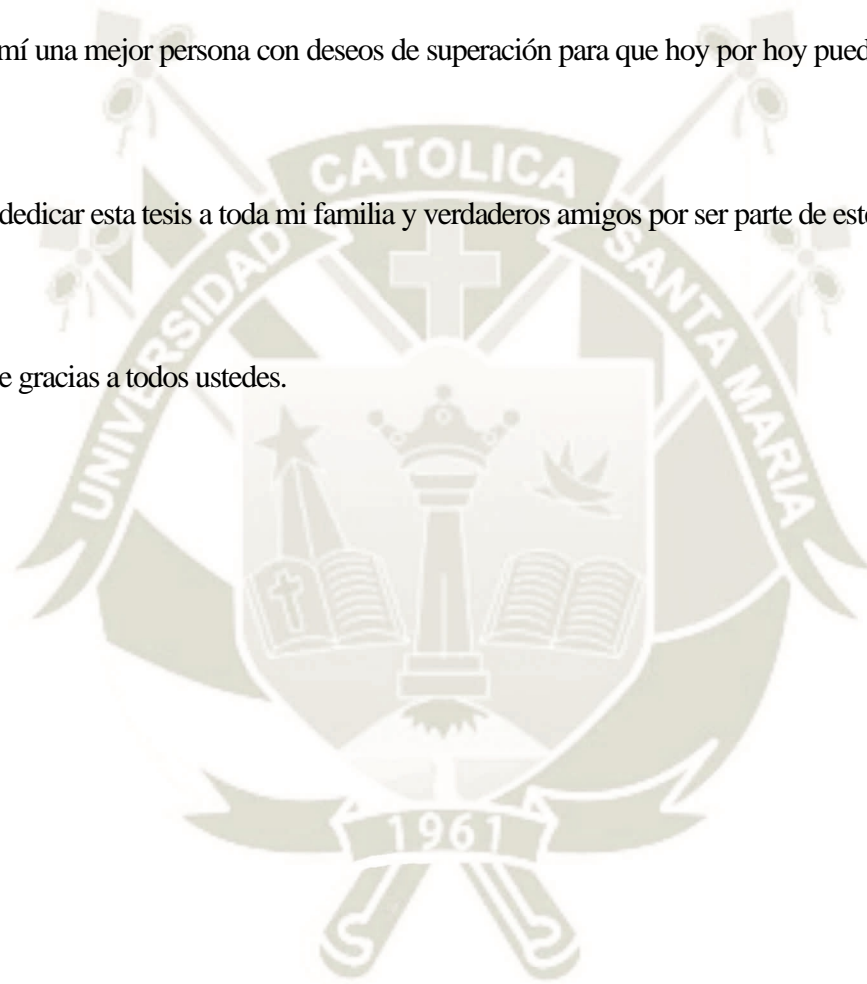 mí una mejor persona con deseos de superación para que hoy por hoy pued
dedicar esta tesis a toda mi familia y verdaderos amigos por ser parte de este
e gracias a todos ustedes.
UNIVERSIDAD CATOLICA SANTA MARIA
1961